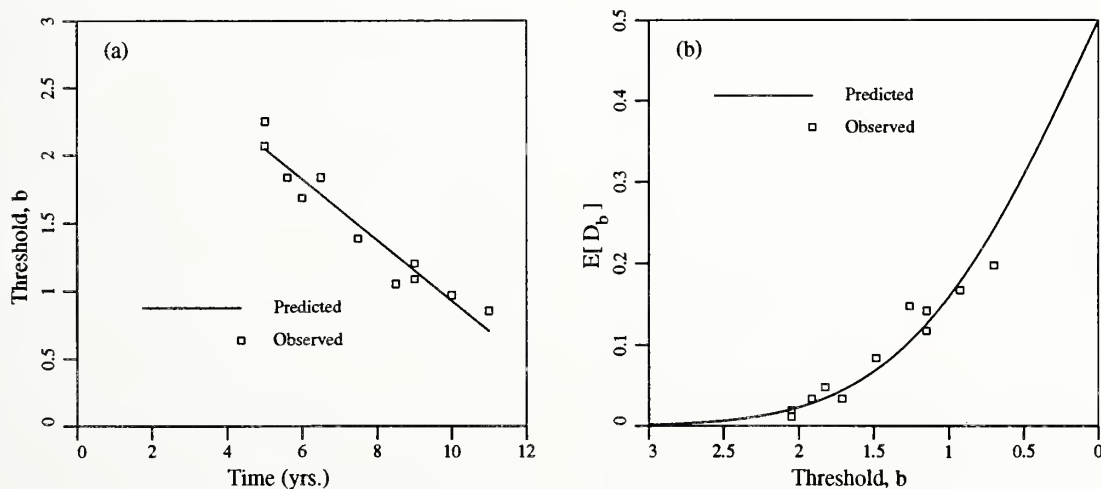 (a)
Threshold, b
3
2.5
2
1.5
1
0.5
0
Predicted
Observed
0 2 4 6 8 10 12
Time (yrs.)
(b)
E[ D_b ]
0.5
0.4
0.3
0.2
0.1
0
Predicted
Observed
3 2.5 2 1.5 1 0.5 0
Threshold, b